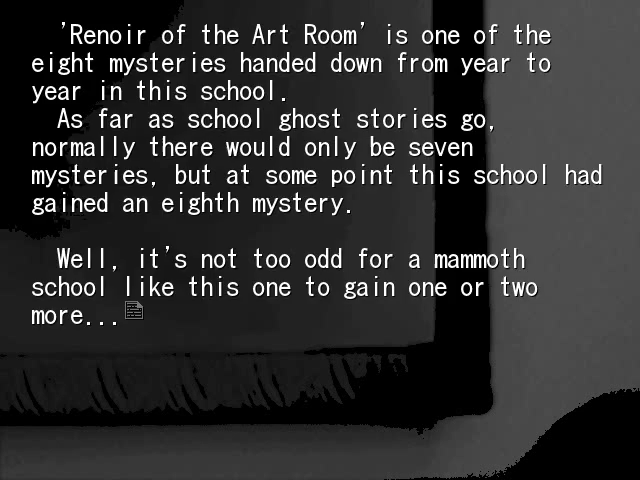 ’Renoir of the Art Room’ is one of the
eight mysteries handed down from year to
year in this school.
As far as school ghost stories go,
normally there would only be seven
mysteries, but at some point this school had
gained an eighth mystery.
Well, it’s not too odd for a mammoth
school like this one to gain one or two
more...